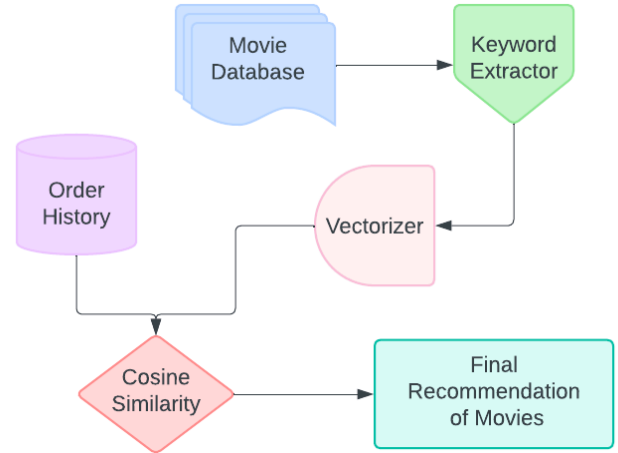 Movie
Database
Keyword
Extractor
Order
History
Vectorizer
Cosine
Similarity
Final
Recommendation
of Movies